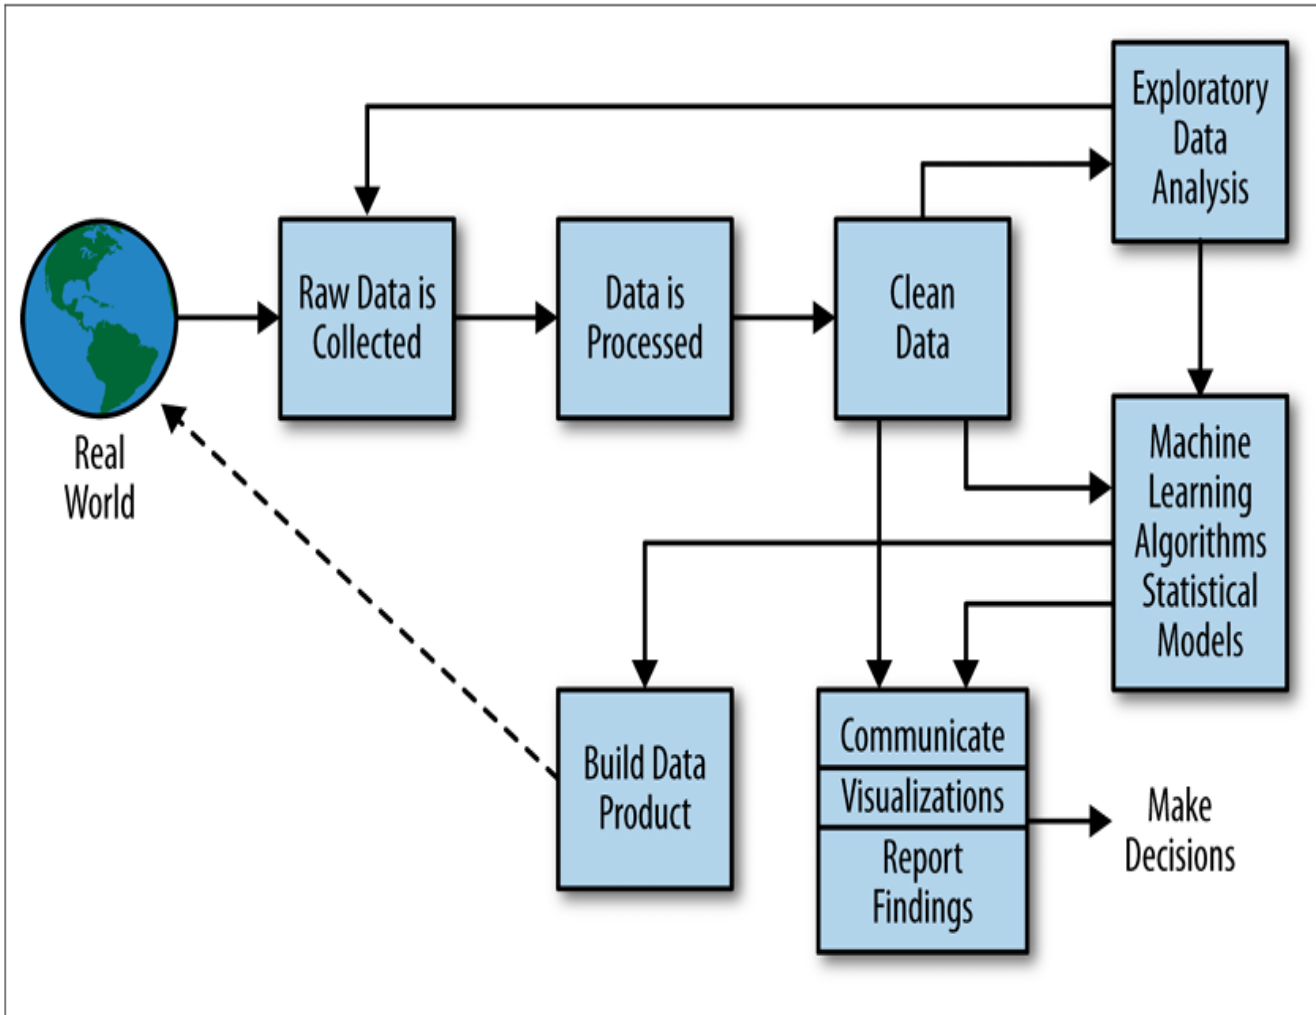 Exploratory
Data
Analysis
Raw Data is
Collected
Data is
Processed
Clean
Data
Real
World
Machine
Learning
Algorithms
Statistical
Models
Build Data
Product
Communicate
Visualizations
Report
Findings
Make
Decisions